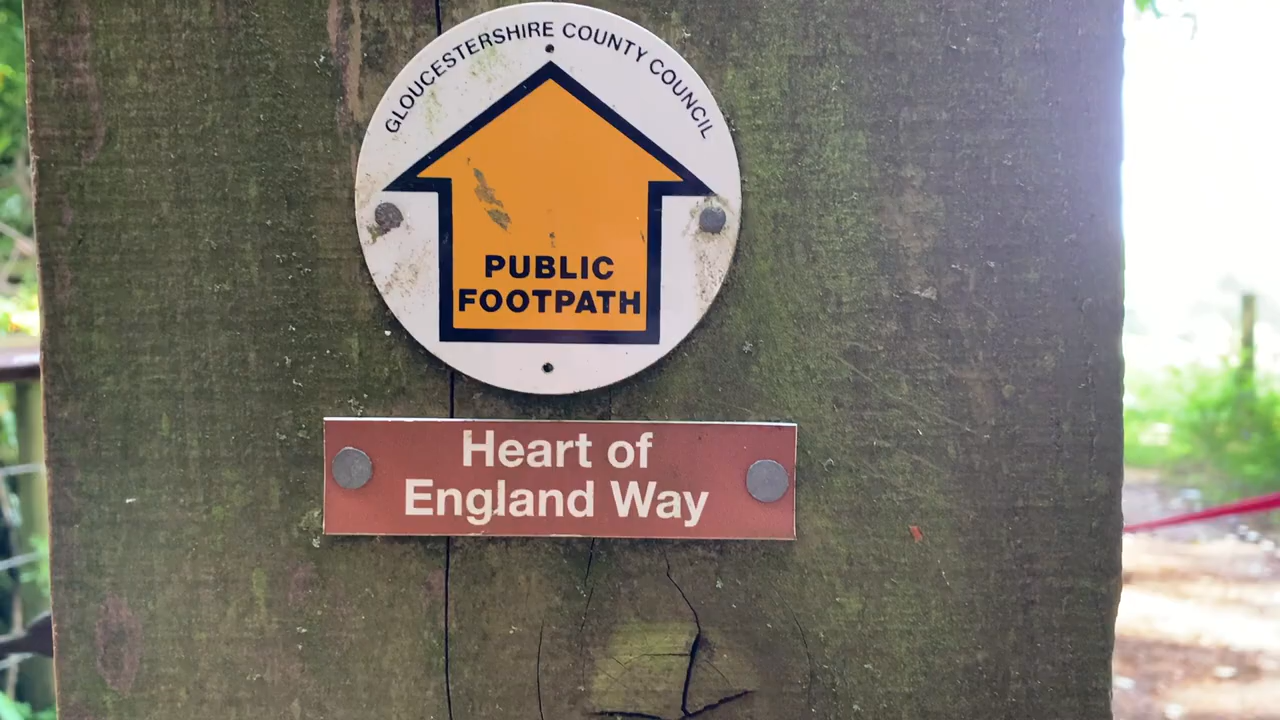 GLOUCESTERSHIRE COUNTY COUNCIL
PUBLIC
FOOTPATH
Heart of
England Way